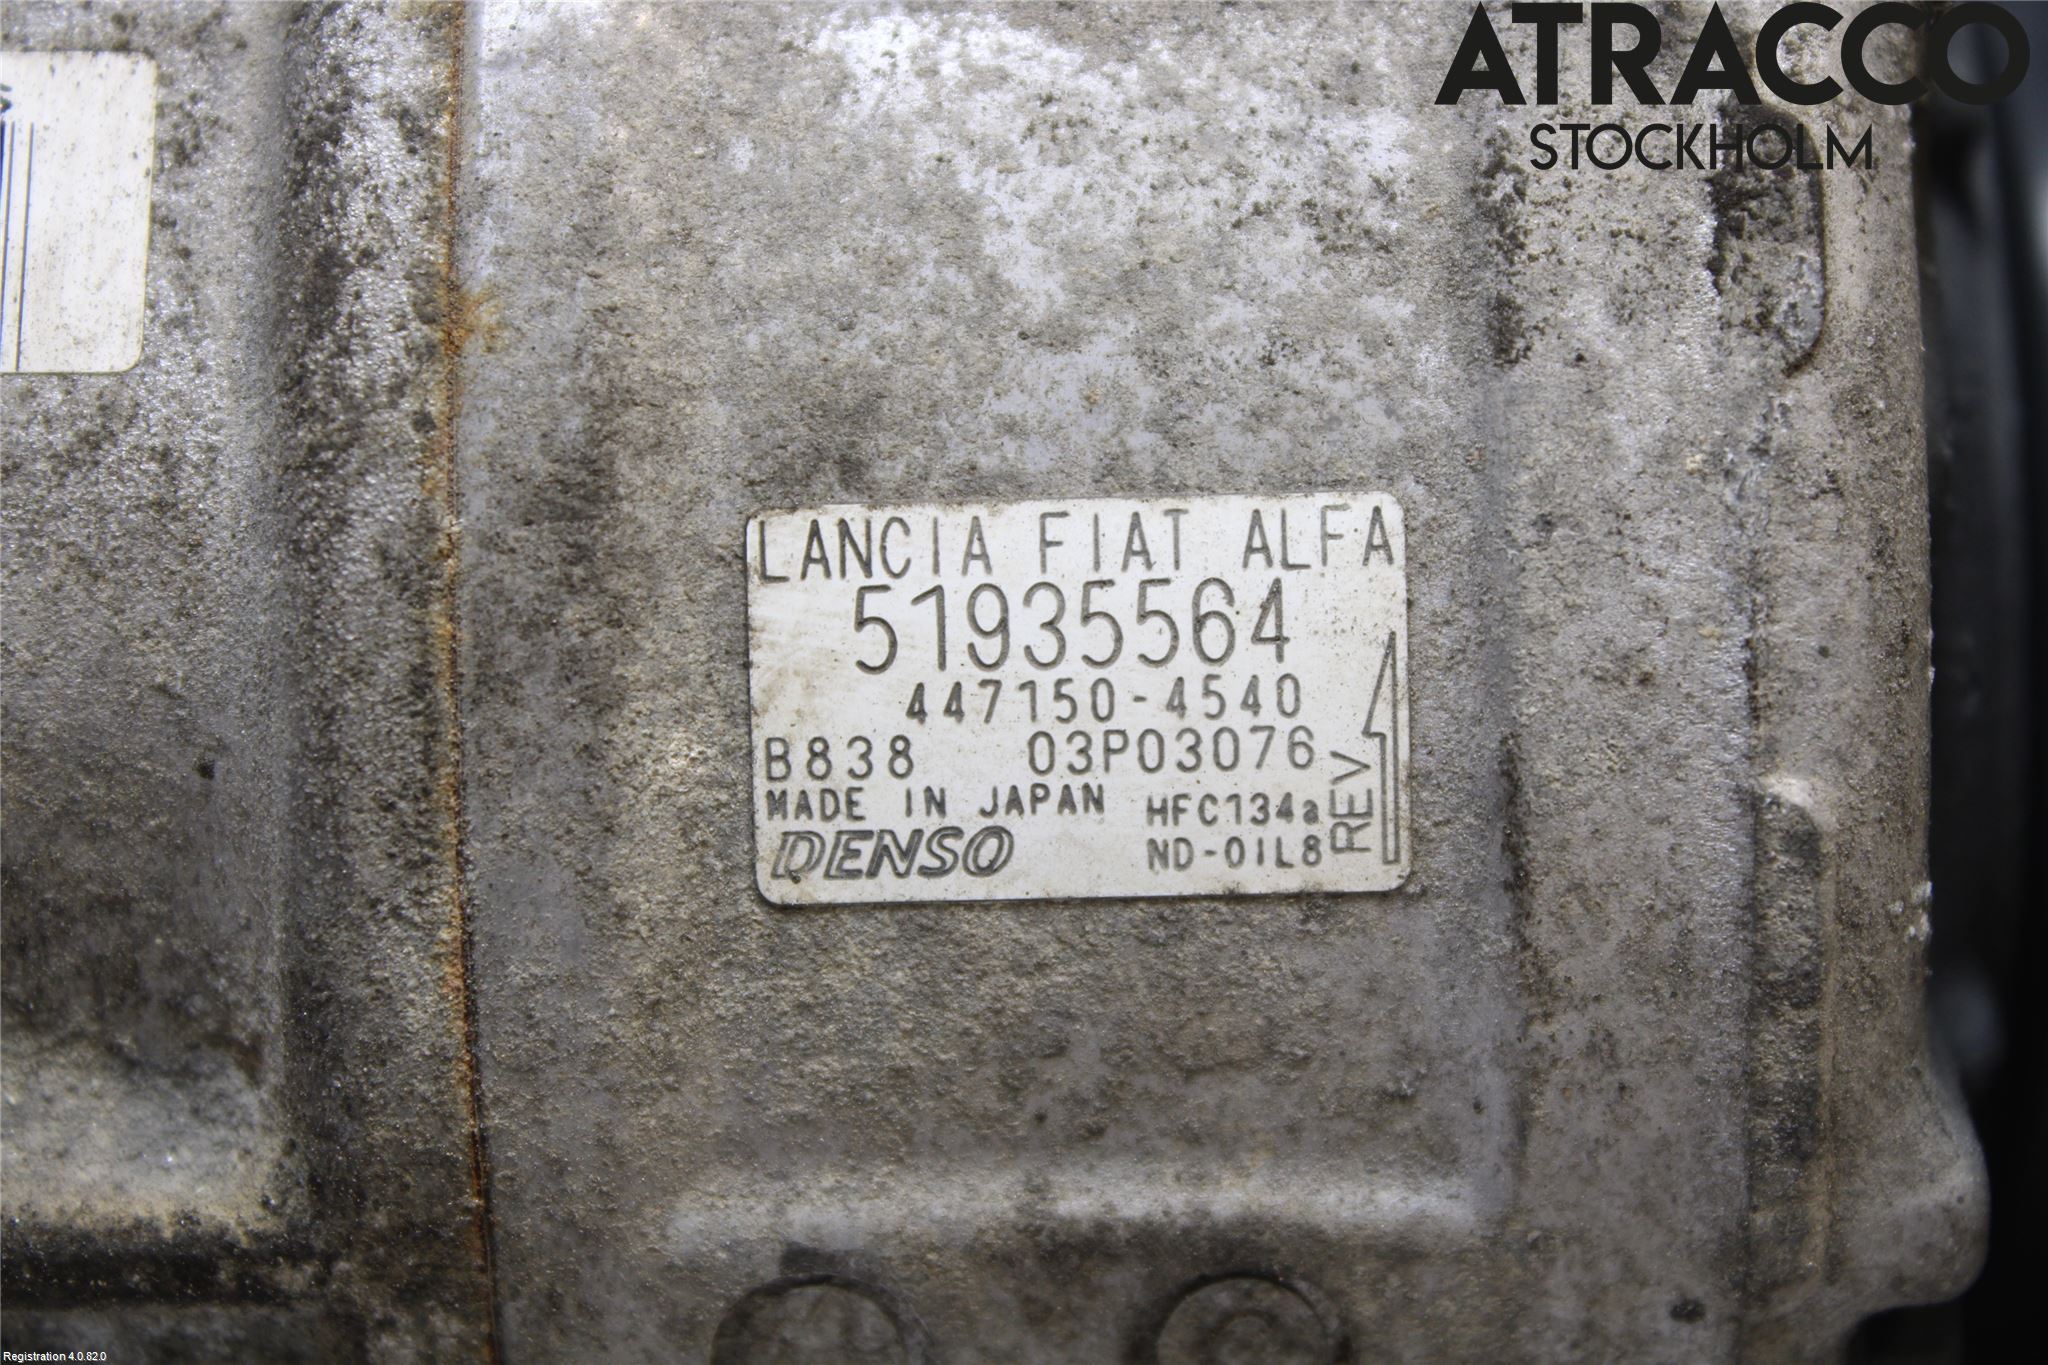 ATRACCO
STOCKHOLM
LANCIA FIAT ALFA
51935564
447150-4540
B838 03P03076
MADE IN JAPAN HFC134a
DENSO ND-OIL8
REV
Registration 4.0.82.0